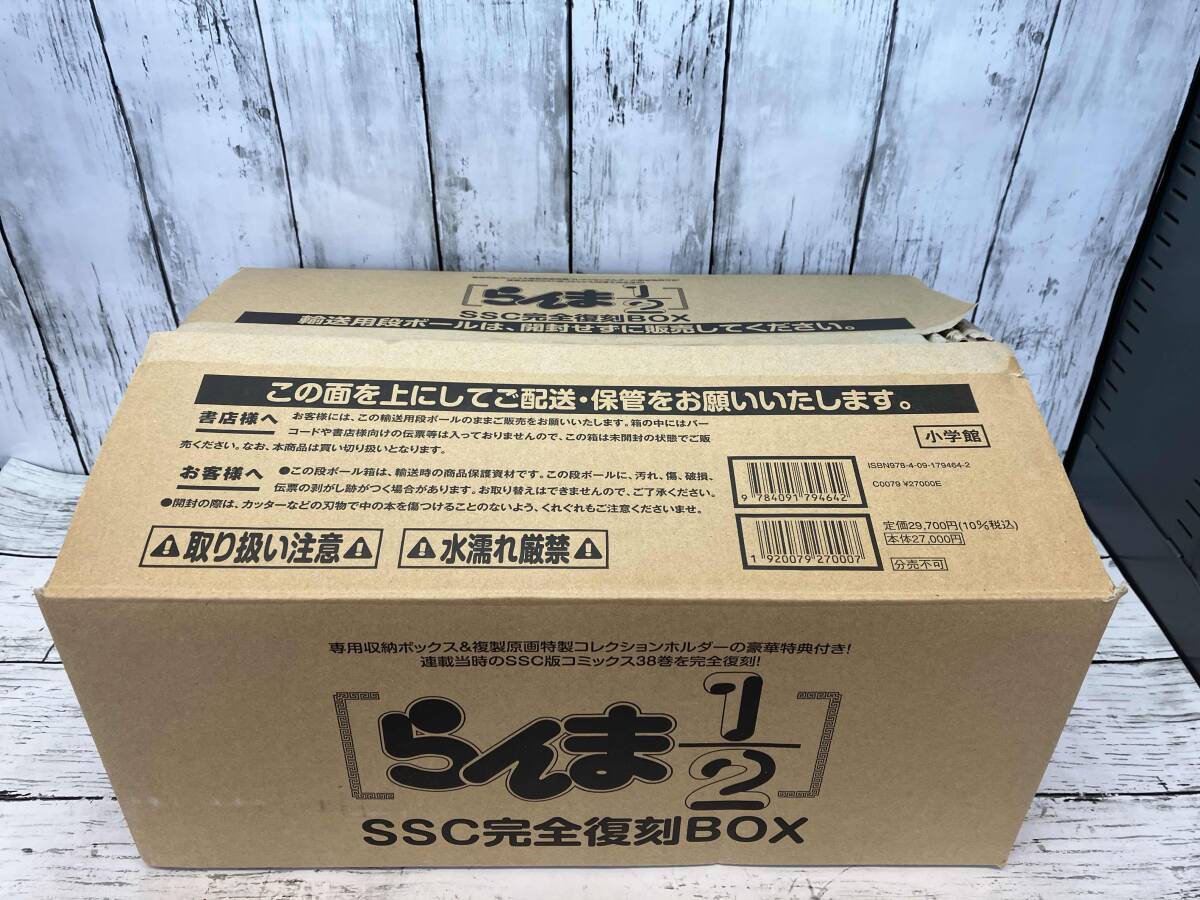 らんま1/2
SSC完全復刻BOX
輸送用段ボールは、開封せずに販売してください。
この面を上にしてご配送・保管をお願いいたします。
書店様へ お客様には、この輸送用段ボールのままご販売をお願いいたします。箱の中にはバー
コードや書店様向けの伝票等は入っておりませんので、この箱は未開封の状態でご販
売ください。なお、本商品は買い切り扱いとなります。
お客様へ ●この段ボール箱は、輸送時の商品保護資材です。この段ボールに、汚れ、傷、破損、
伝票の剥がし跡がつく場合があります。お取り替えはできませんので、ご了承ください。
●開封の際は、カッターなどの刃物で中の本を傷つけることのないよう、くれぐれもご注意くださいませ。
取り扱い注意
水濡れ厳禁
小学館
9 784091 794642
ISBN978-4-09-179464-2
C0079 ¥27000E
1 920079 270007
定価29,700円(10%税込)
本体27,000円
分売不可
専用収納ボックス&複製原画特製コレクションホルダーの豪華特典付き!
連載当時のSSC版コミックス38巻を完全復刻!
らんま1/2
SSC完全復刻BOX